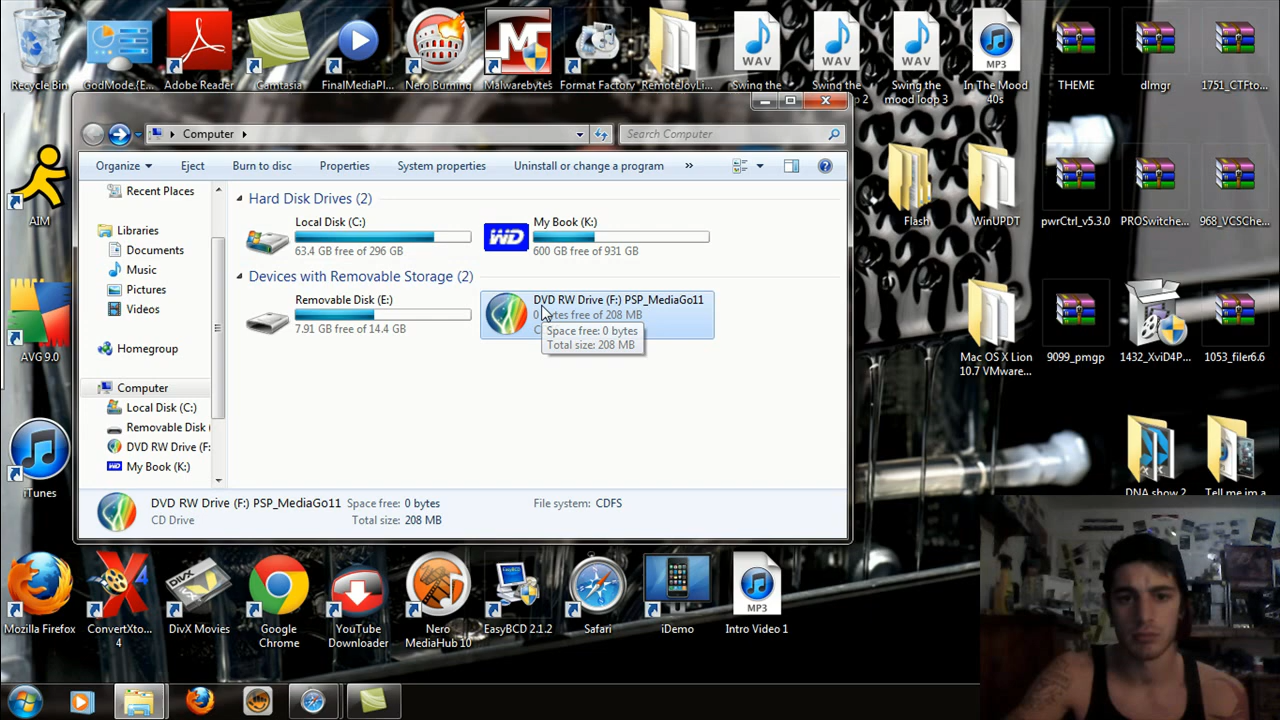 Recycle Bin
GodMode.{E...
Adobe Reader
Camtasia
FinalMediaPl...
Nero Burning
Malwarebytes
Format Factory
RemoteJoyLi...
WAV
Swing the
WAV
Swing the
mood loop 2
WAV
Swing the
mood loop 3
MP3
In The Mood
40s
THEME
dlmgr
1751_CTFto...
Computer
Search Computer
Organize
Eject
Burn to disc
Properties
System properties
Uninstall or change a program
»
Recent Places
Libraries
Documents
Music
Pictures
Videos
Homegroup
Computer
Local Disk (C:)
Removable Disk (
DVD RW Drive (F:
My Book (K:)
Hard Disk Drives (2)
Local Disk (C:)
63.4 GB free of 296 GB
WD
My Book (K:)
600 GB free of 931 GB
Devices with Removable Storage (2)
Removable Disk (E:)
7.91 GB free of 14.4 GB
DVD RW Drive (F:) PSP_MediaGo11
0 bytes free of 208 MB
Space free: 0 bytes
Total size: 208 MB
DVD RW Drive (F:) PSP_MediaGo11
Space free: 0 bytes
File system: CDFS
CD Drive
Total size: 208 MB
AIM
AVG 9.0
iTunes
Flash
WinUPDT
pwrCtrl_v5.3.0
PROSwitche...
968_VCSChe...
Mac OS X Lion
10.7 VMware...
9099_pmgp
1432_XviD4P...
1053_filer6.6
DNA show 2
Tell me im a
Mozilla Firefox
ConvertXto...
4
DivX Movies
Google
Chrome
YouTube
Downloader
Nero
MediaHub 10
EasyBCD 2.1.2
Safari
iDemo
MP3
Intro Video 1